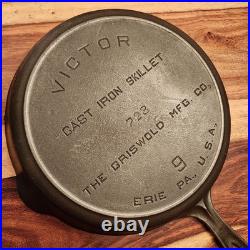 VICTOR
CAST IRON SKILLET
723
THE GRISWOLD MFG. CO.,
9
ERIE PA., U.S.A.,